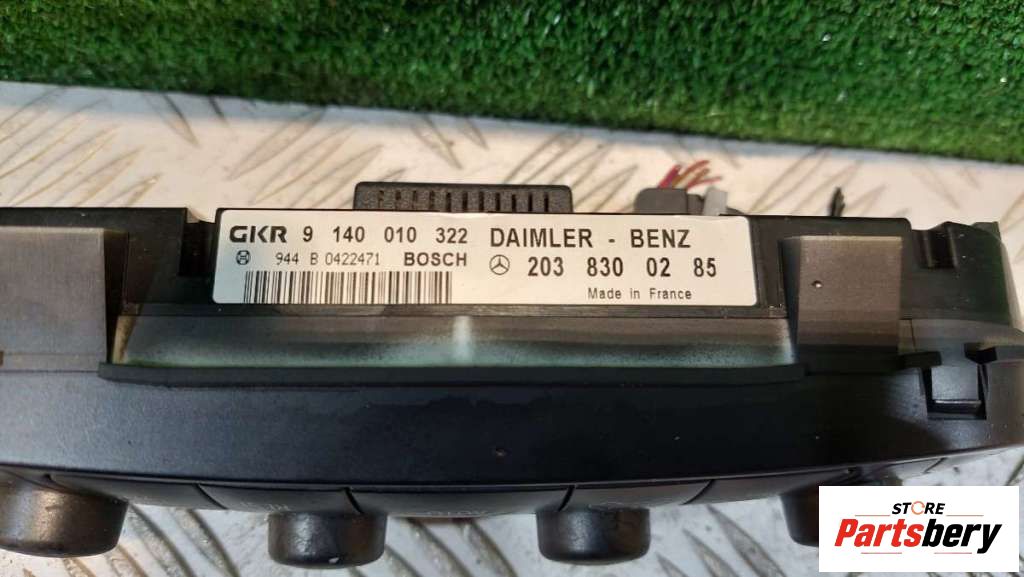 GKR 9 140 010 322 DAIMLER - BENZ
944 B 0422471 BOSCH 203 830 02 85
Made in France
STORE
Partsbery